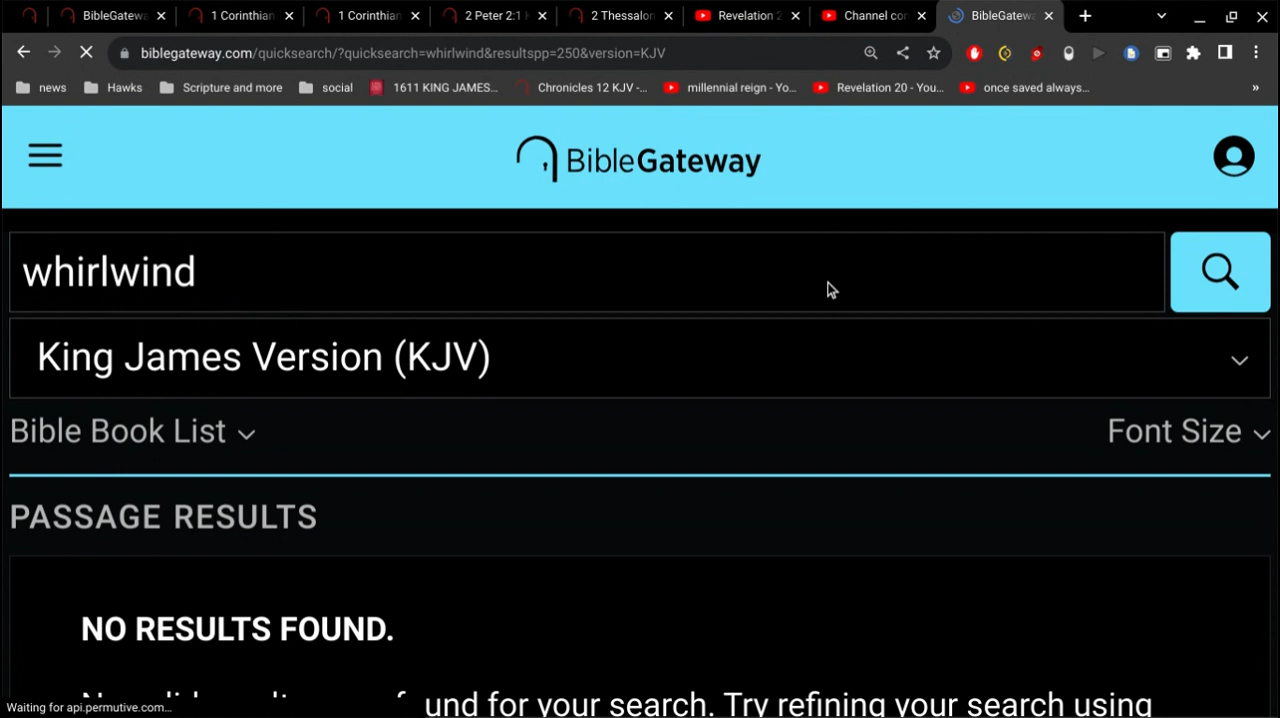 BibleGatewa
1 Corinthian
1 Corinthian
2 Peter 2:1 K
2 Thessalon
Revelation 2
Channel con
BibleGatewa
biblegateway.com/quicksearch/?quicksearch=whirlwind&resultspp=250&version=KJV
news
Hawks
Scripture and more
social
1611 KING JAMES...
Chronicles 12 KJV -...
millennial reign - Yo...
Revelation 20 - You...
once saved always...
»
BibleGateway
whirlwind
King James Version (KJV)
Bible Book List
Font Size
PASSAGE RESULTS
NO RESULTS FOUND.
und for your search. Try refining your search using
Waiting for api.permutive.com...